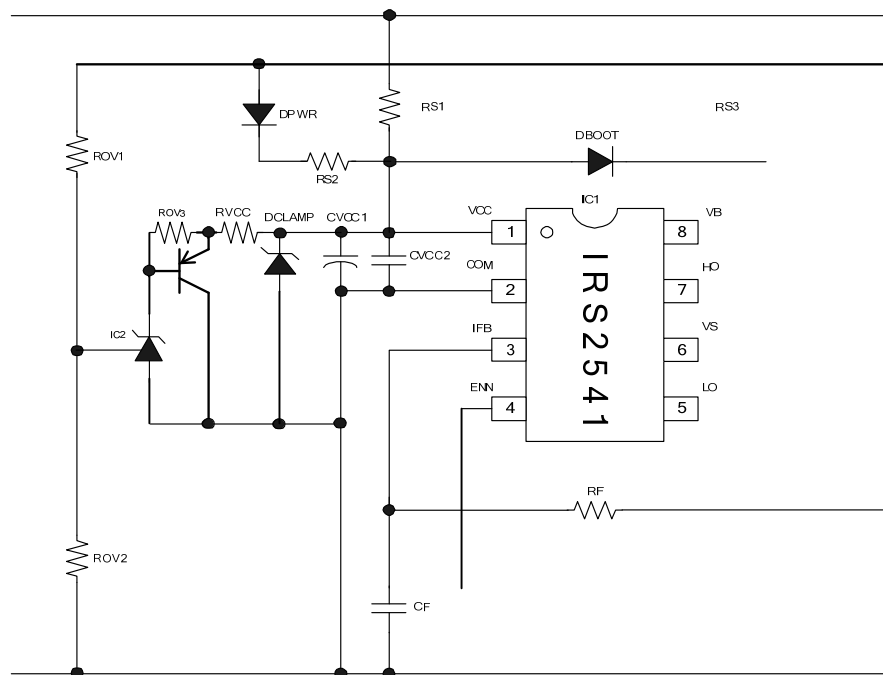 RS1
RS3
DPWR
DBOOT
ROV1
RS2
IC1
ROV3
RVCC
DCLAMP
CVCC1
VCC
1
8
VB
CVCC2
COM
2
7
HO
IRS2541
IC2
IFB
3
6
VS
ENN
4
5
LO
RF
ROV2
CF